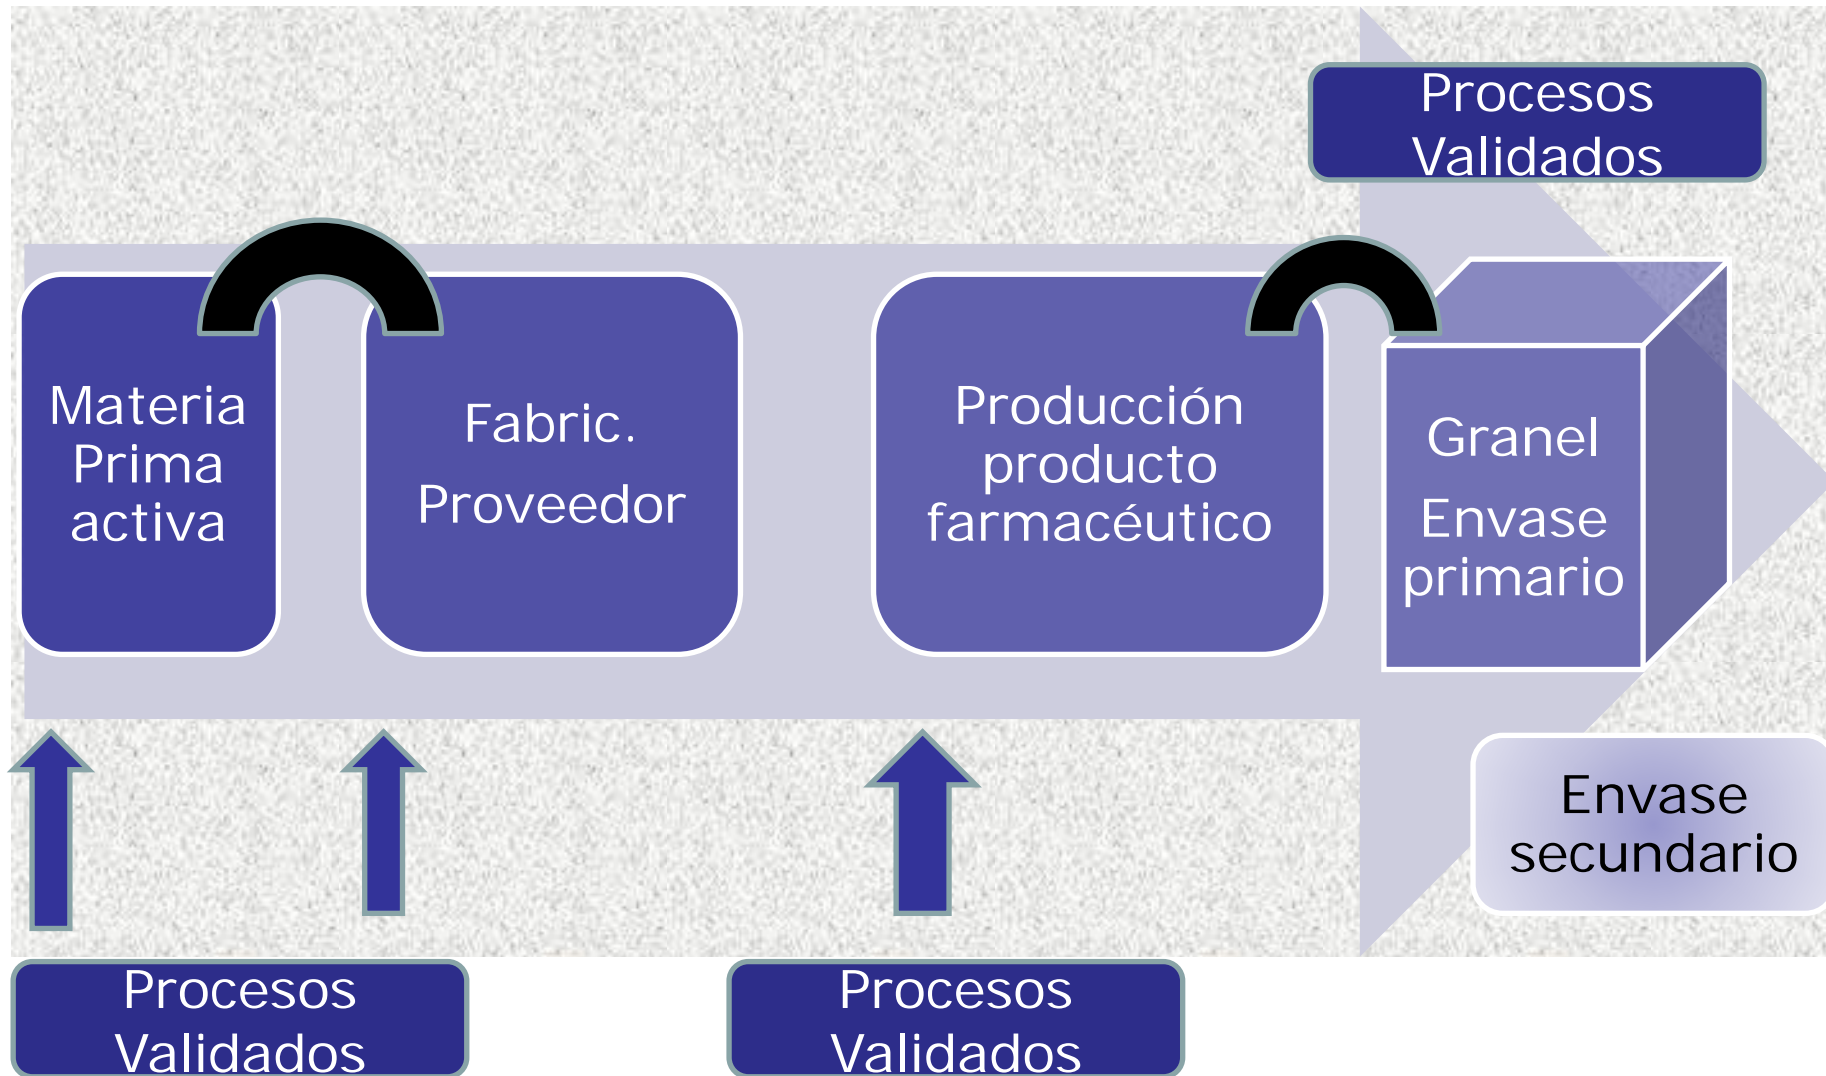 Procesos
Validados
Materia
Prima
activa
Fabric.
Proveedor
Producción
producto
farmacéutico
Granel
Envase
primario
Envase
secundario
Procesos
Validados
Procesos
Validados